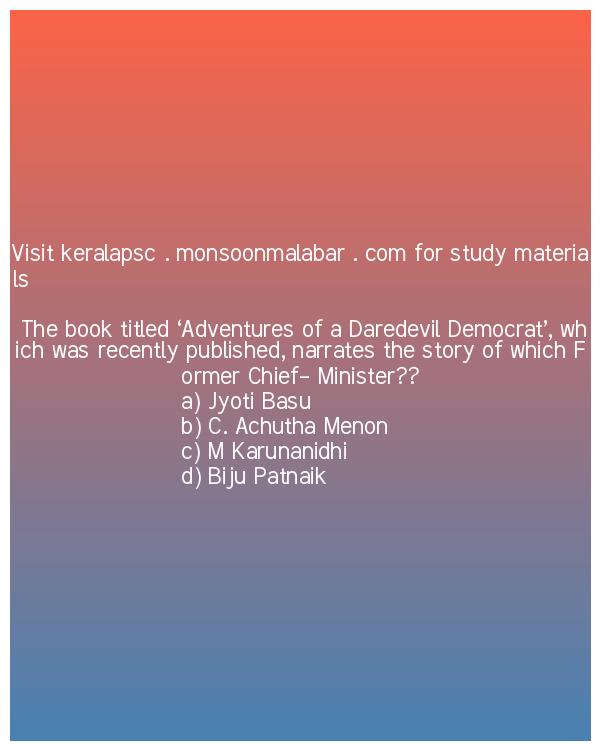 Visit keralapsc . monsoonmalabar . com for study materia
ls
The book titled ‘Adventures of a Daredevil Democrat’, wh
ich was recently published, narrates the story of which F
ormer Chief- Minister??
a) Jyoti Basu
b) C. Achutha Menon
c) M Karunanidhi
d) Biju Patnaik